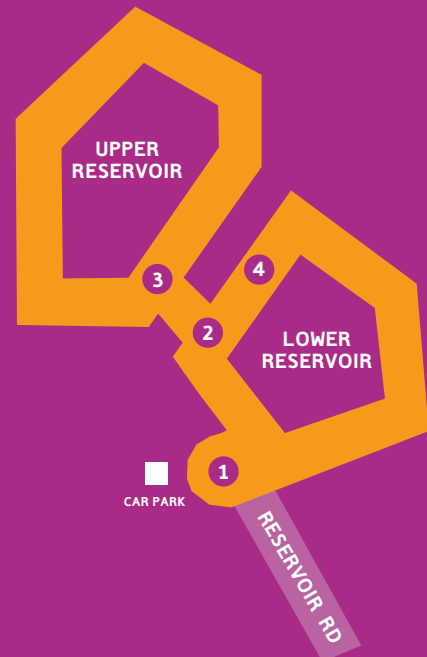 UPPER
RESERVOIR
3
4
2
LOWER
RESERVOIR
1
CAR PARK
RESERVOIR RD